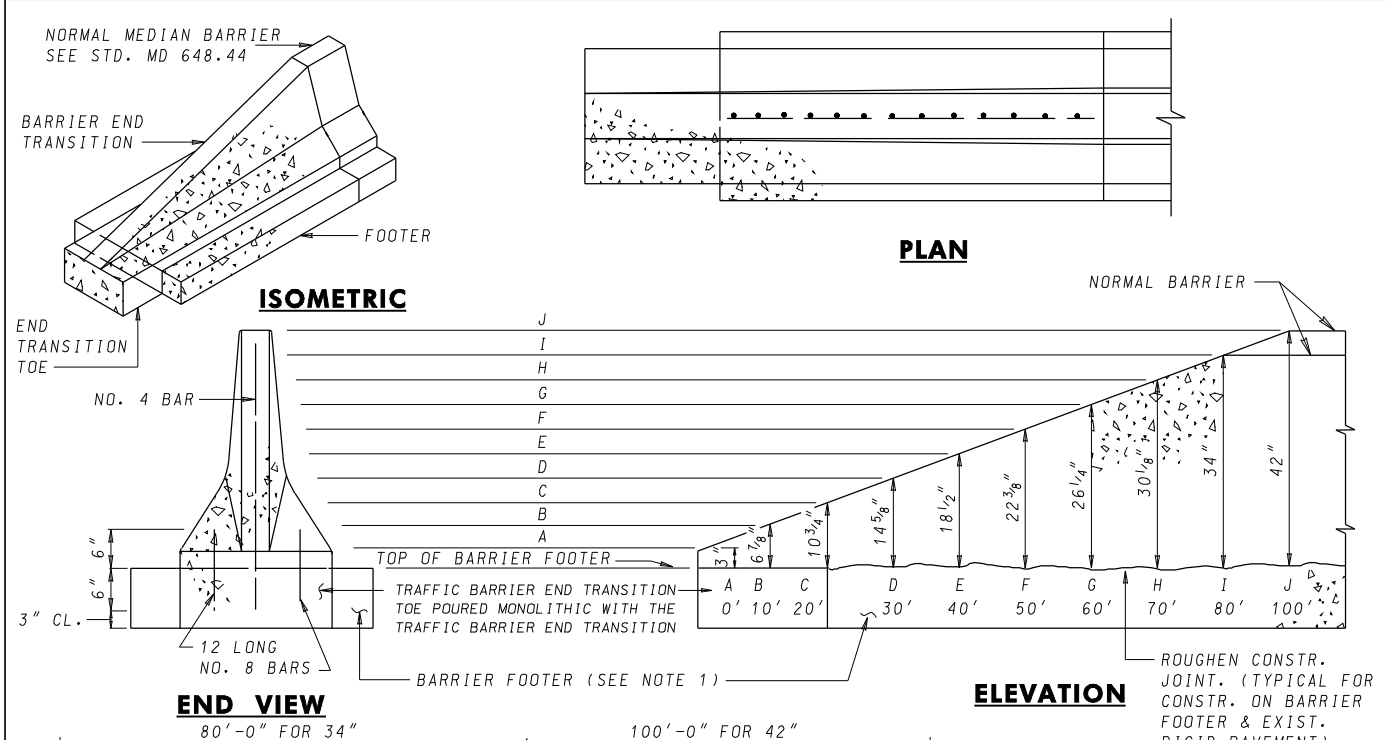 NORMAL MEDIAN BARRIER
SEE STD. MD 648.44
BARRIER END
TRANSITION
FOOTER
ISOMETRIC
END
TRANSITION
TOE
PLAN
NORMAL BARRIER
J
I
H
G
F
E
D
C
B
A
NO. 4 BAR
6"
6"
3" CL.
12 LONG
NO. 8 BARS
END VIEW
TOP OF BARRIER FOOTER
TRAFFIC BARRIER END TRANSITION
TOE POURED MONOLITHIC WITH THE
TRAFFIC BARRIER END TRANSITION
BARRIER FOOTER (SEE NOTE 1)
3"
6 7/8"
10 3/4"
14 5/8"
18 1/2"
22 3/8"
26 1/4"
30 1/8"
34"
42"
A B C D E F G H I J
0' 10' 20' 30' 40' 50' 60' 70' 80' 100'
ELEVATION
ROUGHEN CONSTR.
JOINT. (TYPICAL FOR
CONSTR. ON BARRIER
FOOTER & EXIST.
RIGID PAVEMENT)
80'-0" FOR 34"
100'-0" FOR 42"